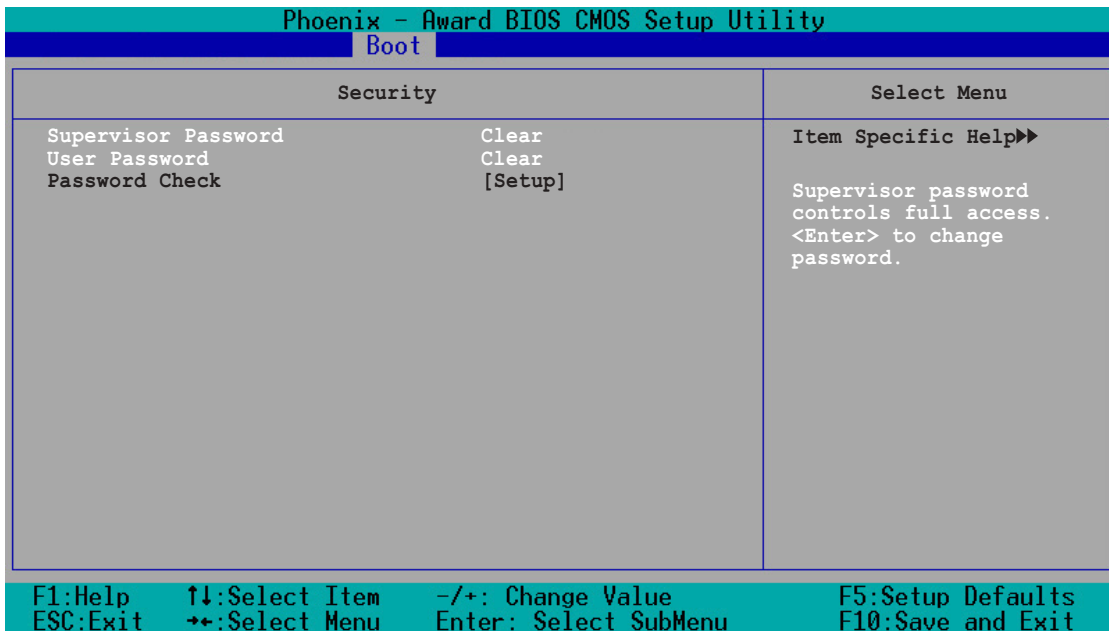 Phoenix - Award BIOS CMOS Setup Utility
Boot
Security
Select Menu
Supervisor Password Clear
User Password Clear
Password Check [Setup]
Item Specific Help▶▶
Supervisor password
controls full access.
<Enter> to change
password.
F1:Help ↑↓:Select Item -/+: Change Value F5:Setup Defaults
ESC:Exit →←:Select Menu Enter: Select SubMenu F10:Save and Exit